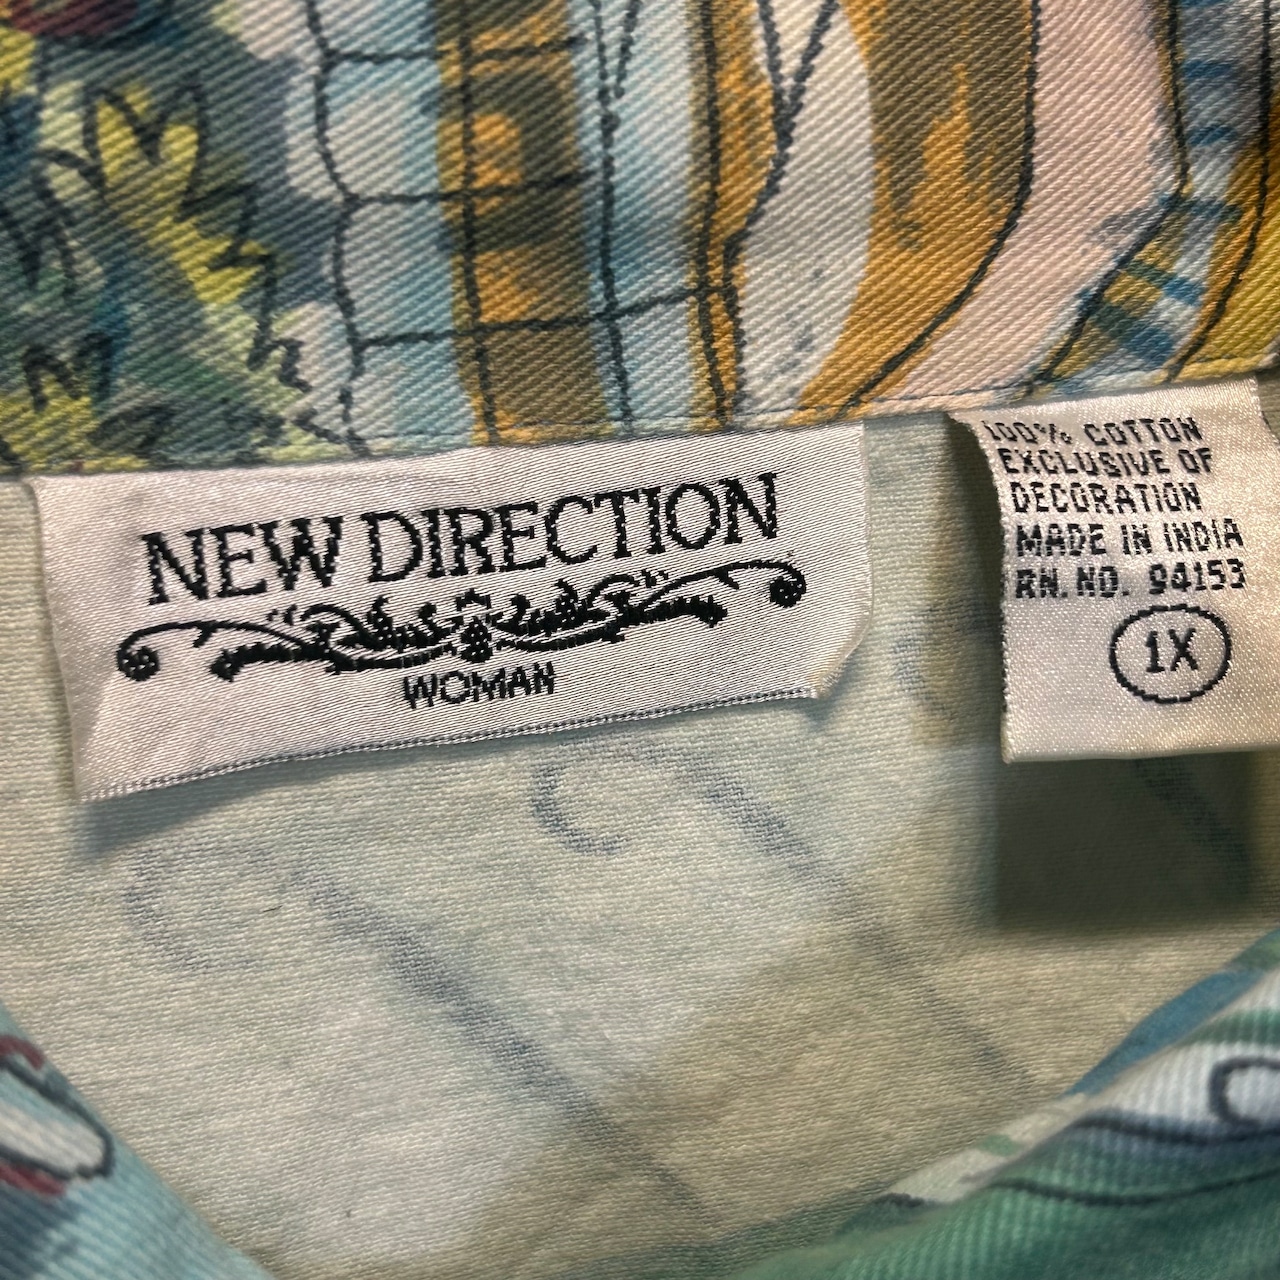 NEW DIRECTION
WOMAN
100% COTTON
EXCLUSIVE OF
DECORATION
MADE IN INDIA
RN. NO. 94153
1X